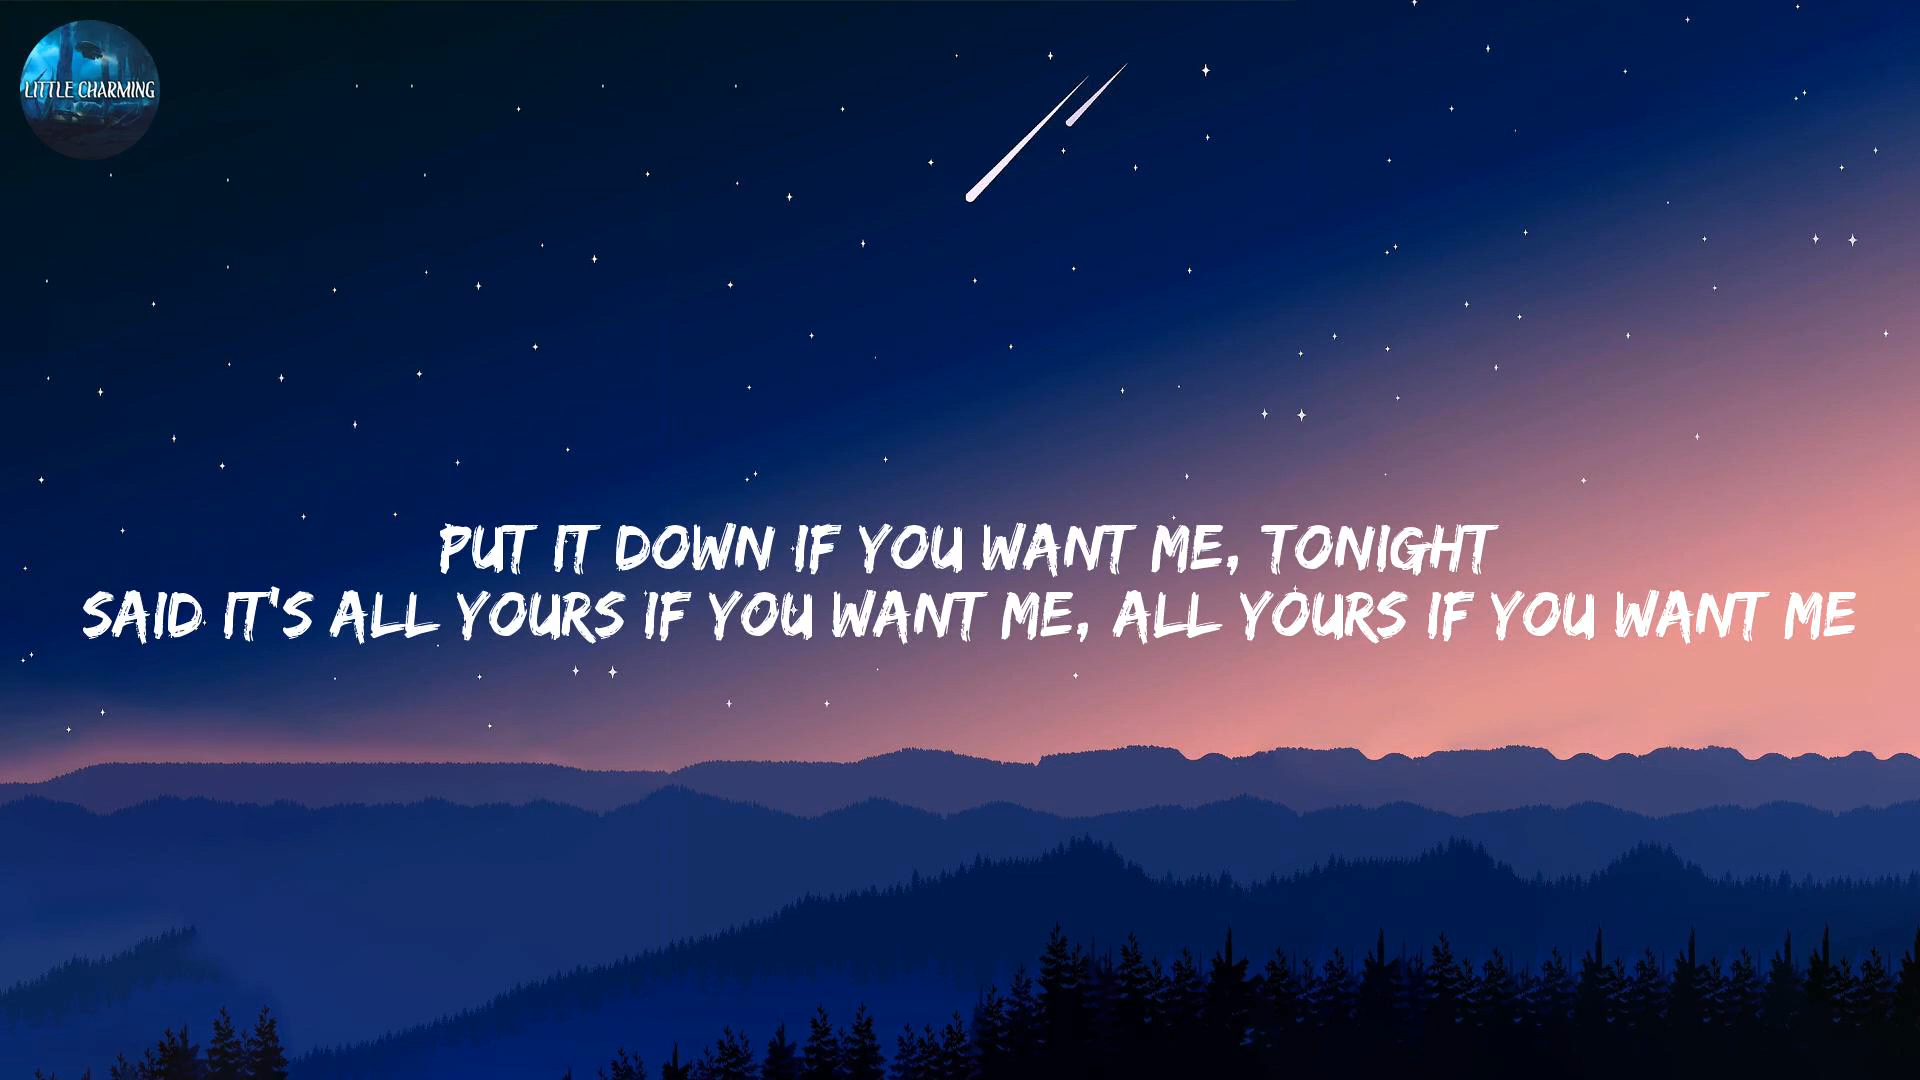 LITTLE CHARMING
PUT IT DOWN IF YOU WANT ME, TONIGHT
SAID IT'S ALL YOURS IF YOU WANT ME, ALL YOURS IF YOU WANT ME